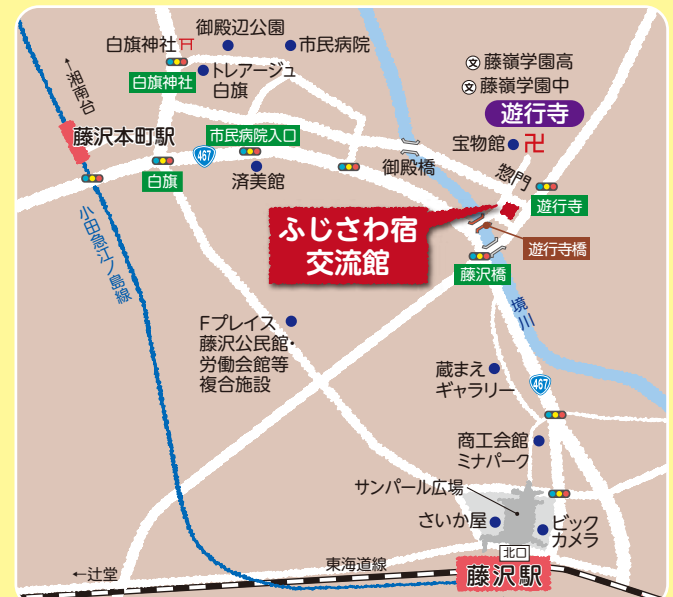 御殿辺公園
白旗神社
市民病院
←湘南台
白旗神社
トレアージュ
白旗
文 藤嶺学園高
文 藤嶺学園中
遊行寺
宝物館
卍
藤沢本町駅
市民病院入口
467
白旗
済美館
御殿橋
惣門
遊行寺
ふじさわ宿
交流館
遊行寺橋
藤沢橋
小田急江ノ島線
境川
Fプレイス
藤沢公民館・
労働会館等
複合施設
蔵まえ
ギャラリー
467
商工会館
ミナパーク
サンパール広場
さいか屋
ビック
カメラ
北口
←辻堂
東海道線
藤沢駅